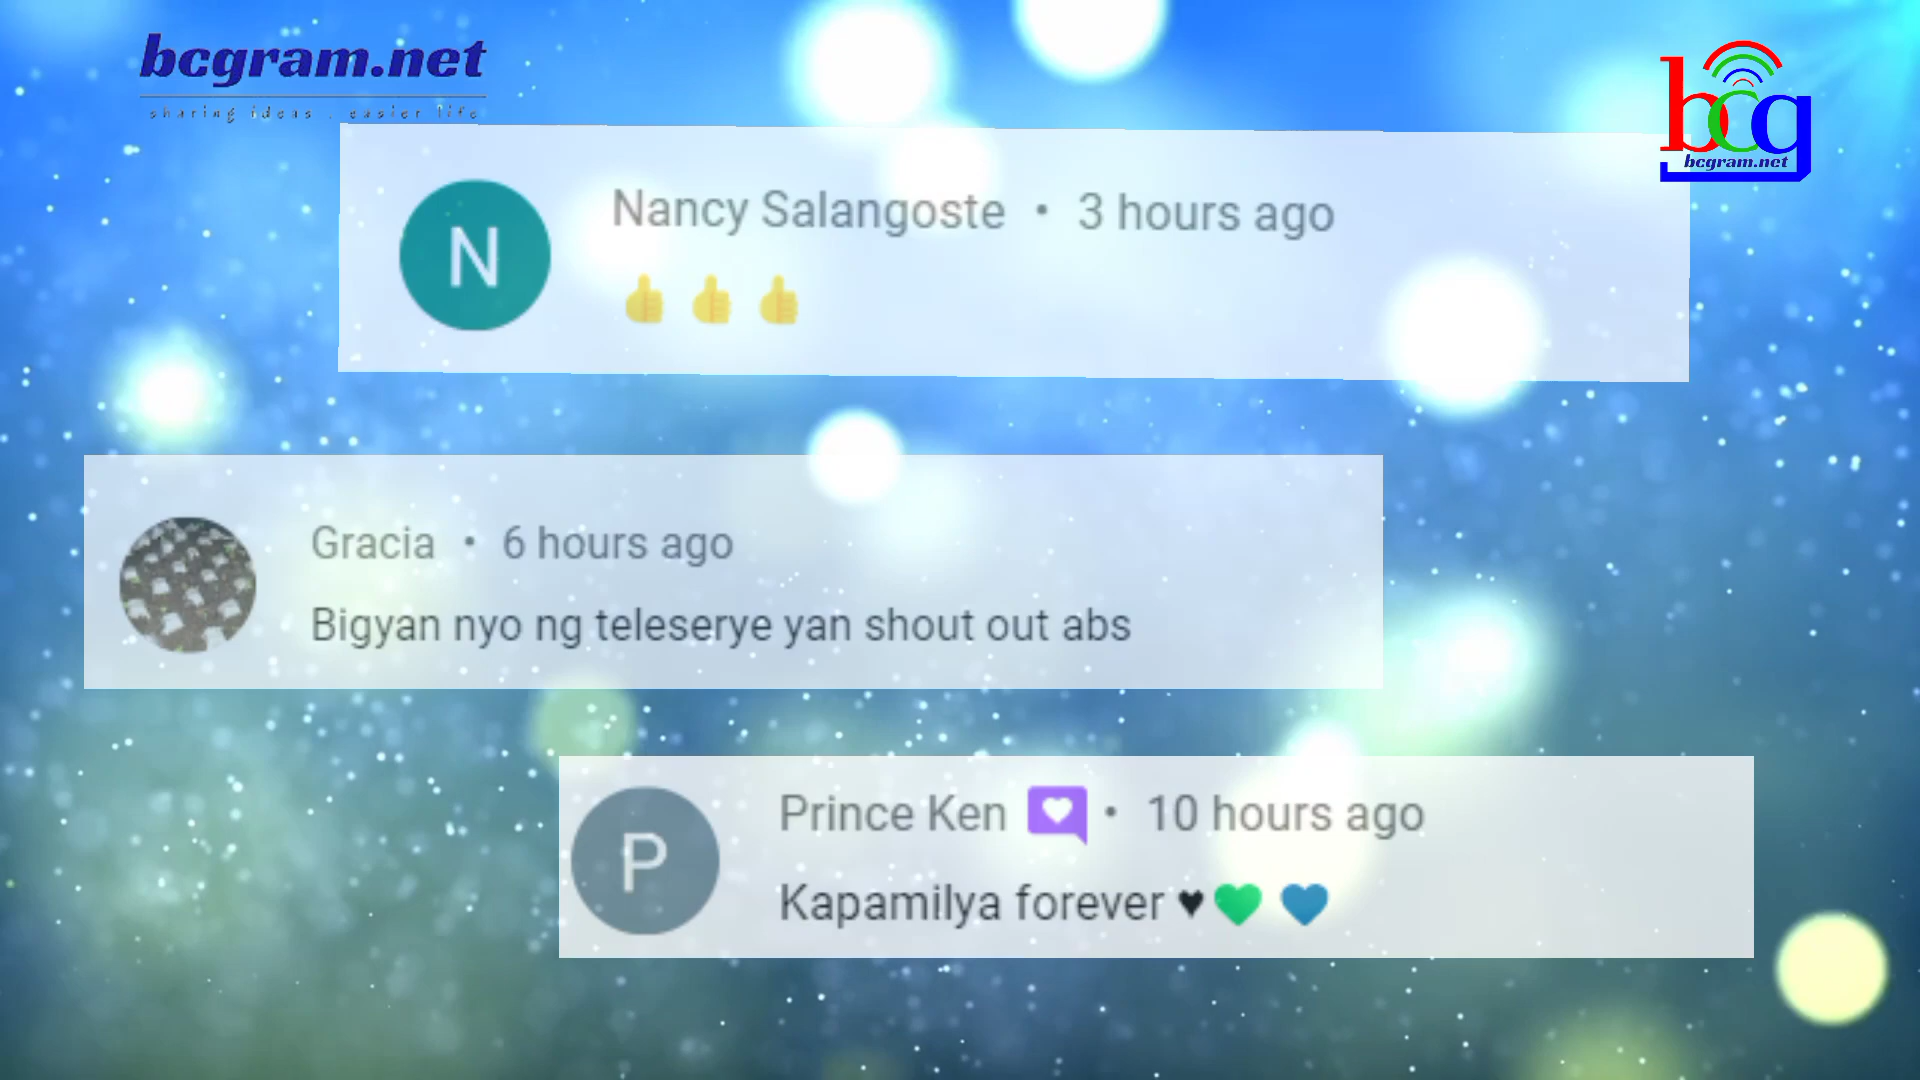 bcgram.net
sharing ideas . easier life
bcg
bcgram.net
N
Nancy Salangoste • 3 hours ago
👍 👍 👍
Gracia • 6 hours ago
Bigyan nyo ng teleserye yan shout out abs
P
Prince Ken • 10 hours ago
Kapamilya forever ♥💚 💙